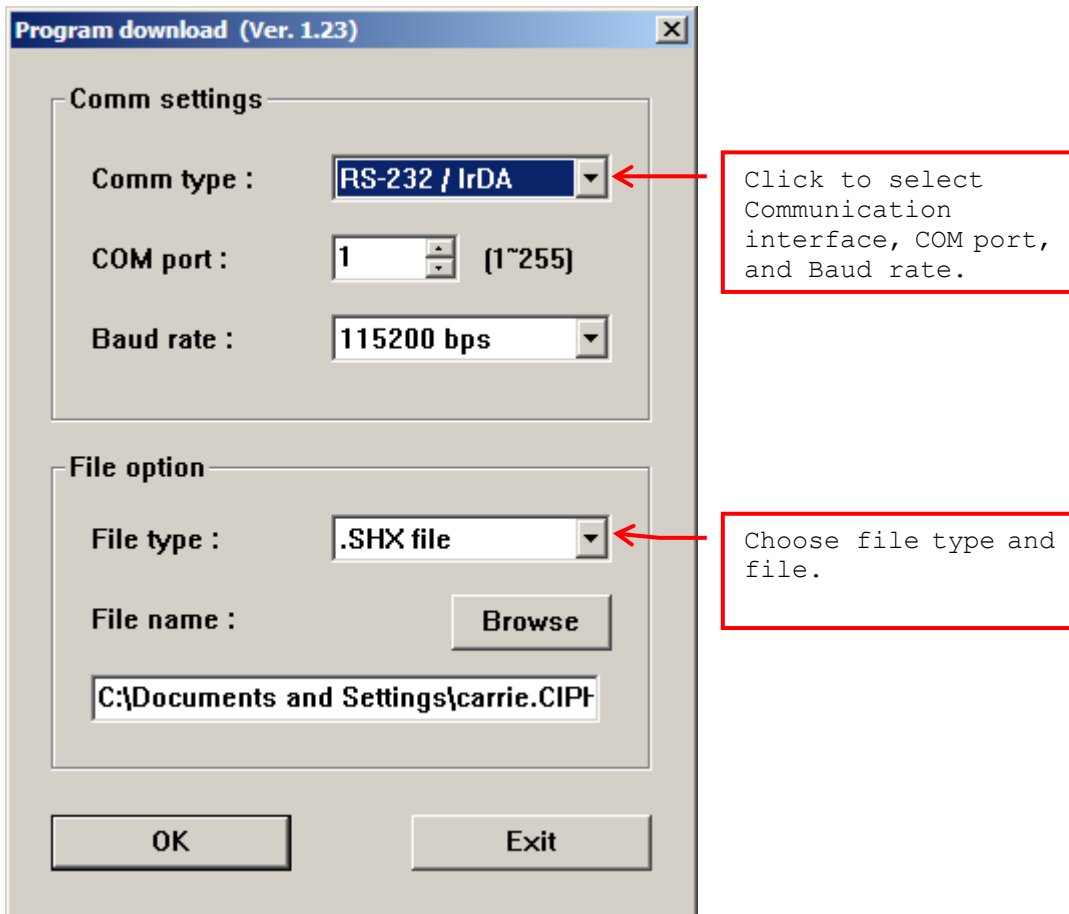 Program download  (Ver. 1.23)
Comm settings
Comm type :
RS-232 / IrDA
COM port :
1
(1~255)
Baud rate :
115200 bps
Click to select
Communication
interface, COM port,
and Baud rate.
File option
File type :
.SHX file
File name :
Browse
C:\Documents and Settings\carrie.CIPH
Choose file type and
file.
OK
Exit